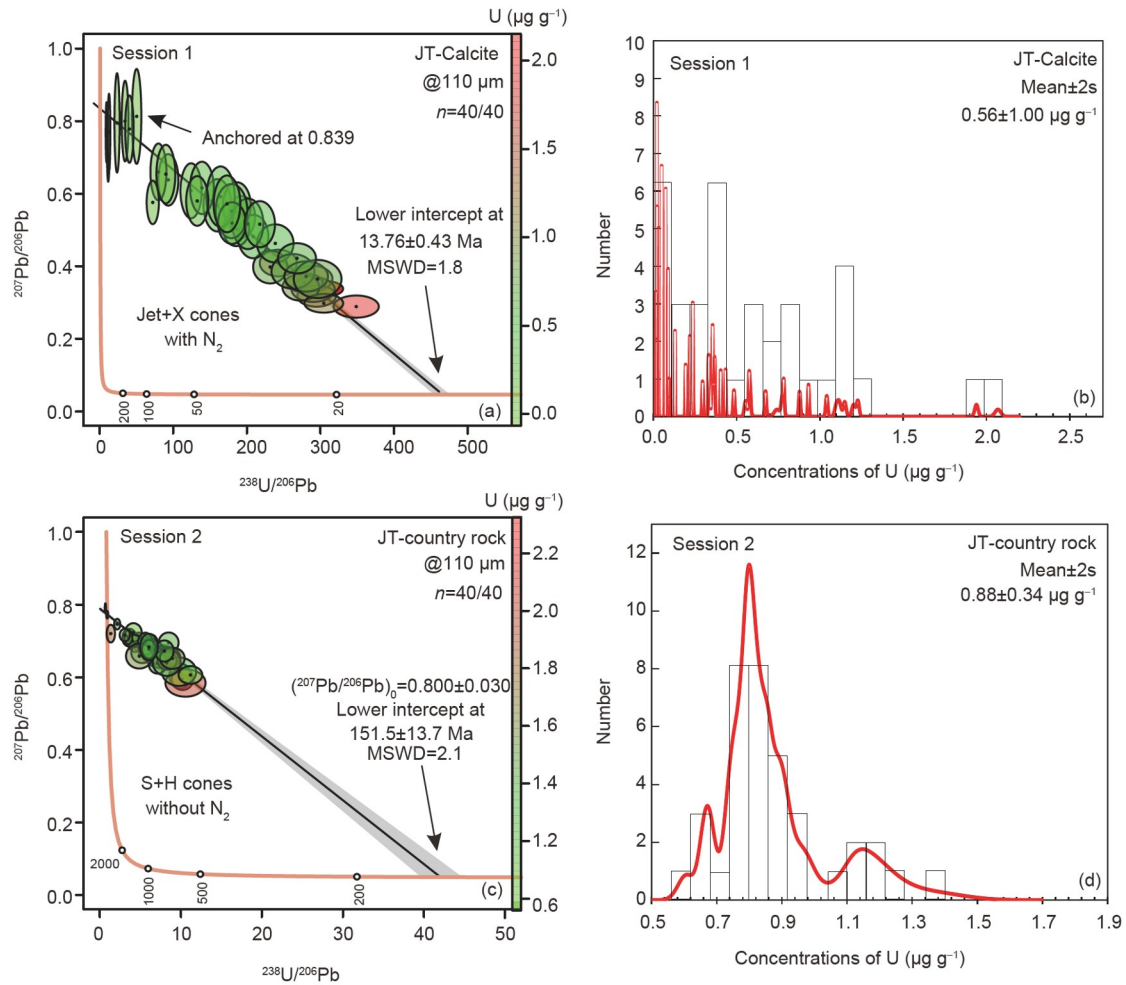 U (µg g⁻¹)
Session 1
JT-Calcite
@110 µm
n=40/40
Anchored at 0.839
Lower intercept at
13.76±0.43 Ma
MSWD=1.8
Jet+X cones
with N₂
²⁰⁷Pb/²⁰⁶Pb
1.0
0.8
0.6
0.4
0.2
0.0
200
100
50
20
(a)
0
100
200
300
400
500
²³⁸U/²⁰⁶Pb
2.0
1.5
1.0
0.5
0.0
Session 1
JT-Calcite
Mean±2s
0.56±1.00 µg g⁻¹
Number
10
9
8
7
6
5
4
3
2
1
0
(b)
0.0
0.5
1.0
1.5
2.0
2.5
Concentrations of U (µg g⁻¹)
U (µg g⁻¹)
Session 2
JT-country rock
@110 µm
n=40/40
(²⁰⁷Pb/²⁰⁶Pb)₀=0.800±0.030
Lower intercept at
151.5±13.7 Ma
MSWD=2.1
S+H cones
without N₂
²⁰⁷Pb/²⁰⁶Pb
1.0
0.8
0.6
0.4
0.2
0.0
2000
1000
500
200
(c)
0
10
20
30
40
50
²³⁸U/²⁰⁶Pb
2.2
2.0
1.8
1.6
1.4
1.2
0.6
Session 2
JT-country rock
Mean±2s
0.88±0.34 µg g⁻¹
Number
12
10
8
6
4
2
0
(d)
0.5
0.7
0.9
1.1
1.3
1.5
1.7
1.9
Concentrations of U (µg g⁻¹)